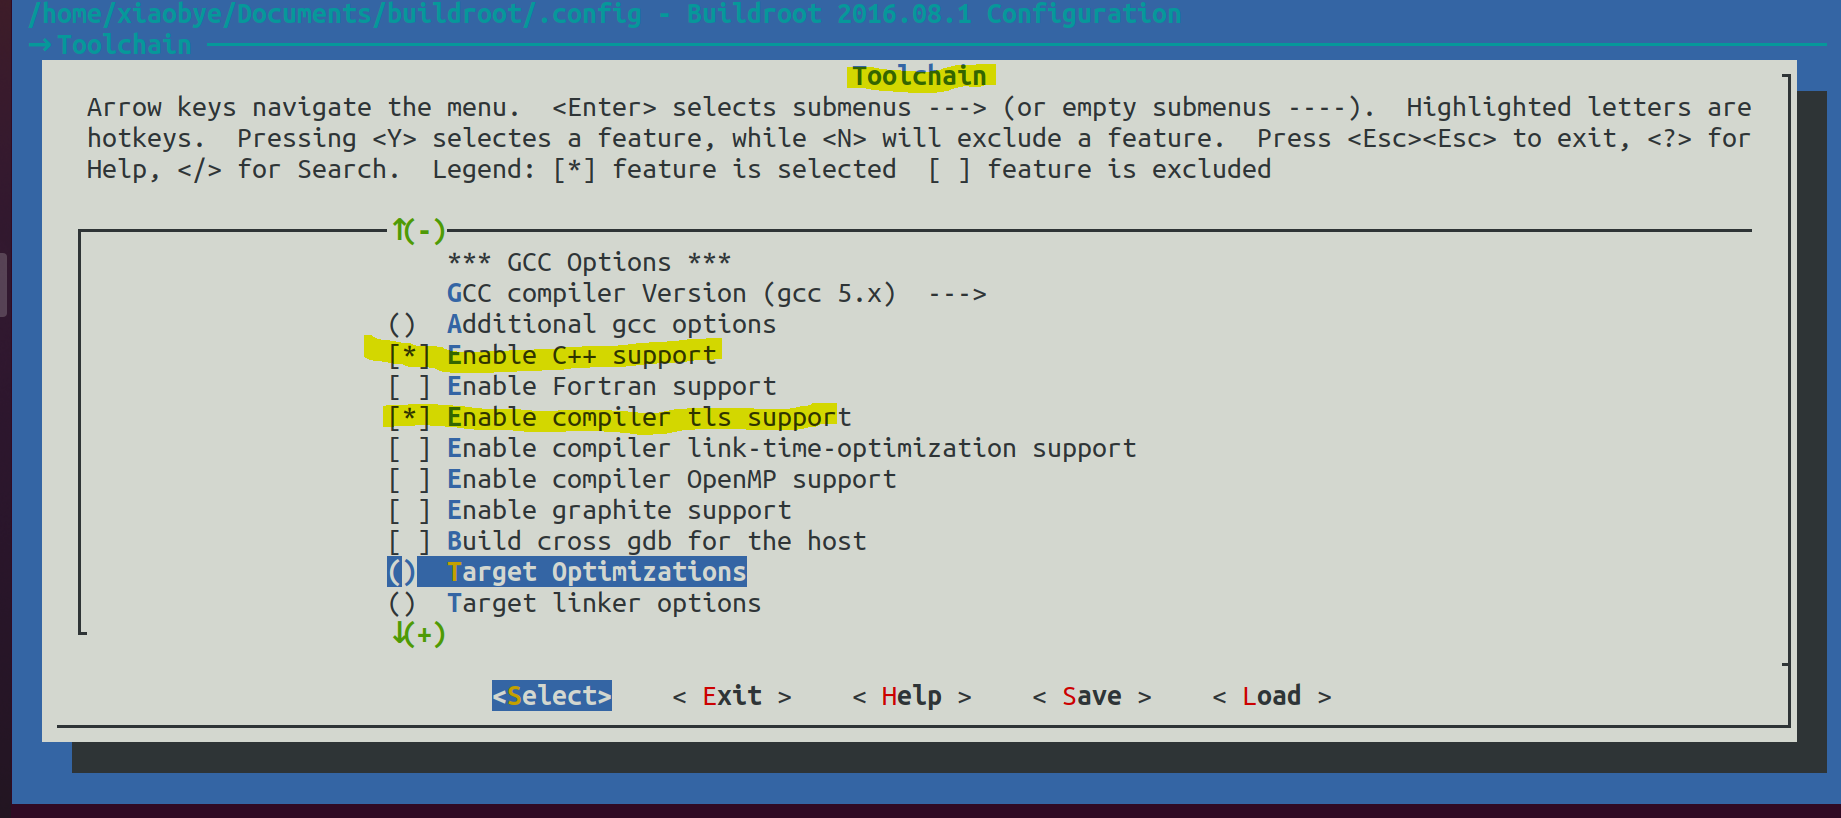 /home/xiaobye/Documents/buildroot/.config - Buildroot 2016.08.1 Configuration
→ Toolchain
Toolchain
Arrow keys navigate the menu.  <Enter> selects submenus ---> (or empty submenus ----).  Highlighted letters are
hotkeys.  Pressing <Y> selectes a feature, while <N> will exclude a feature.  Press <Esc><Esc> to exit, <?> for
Help, </> for Search.  Legend: [*] feature is selected  [ ] feature is excluded
↑(-)
*** GCC Options ***
GCC compiler Version (gcc 5.x)  --->
()  Additional gcc options
[*] Enable C++ support
[ ] Enable Fortran support
[*] Enable compiler tls support
[ ] Enable compiler link-time-optimization support
[ ] Enable compiler OpenMP support
[ ] Enable graphite support
[ ] Build cross gdb for the host
()  Target Optimizations
()  Target linker options
↓(+)
<Select>    < Exit >    < Help >    < Save >    < Load >